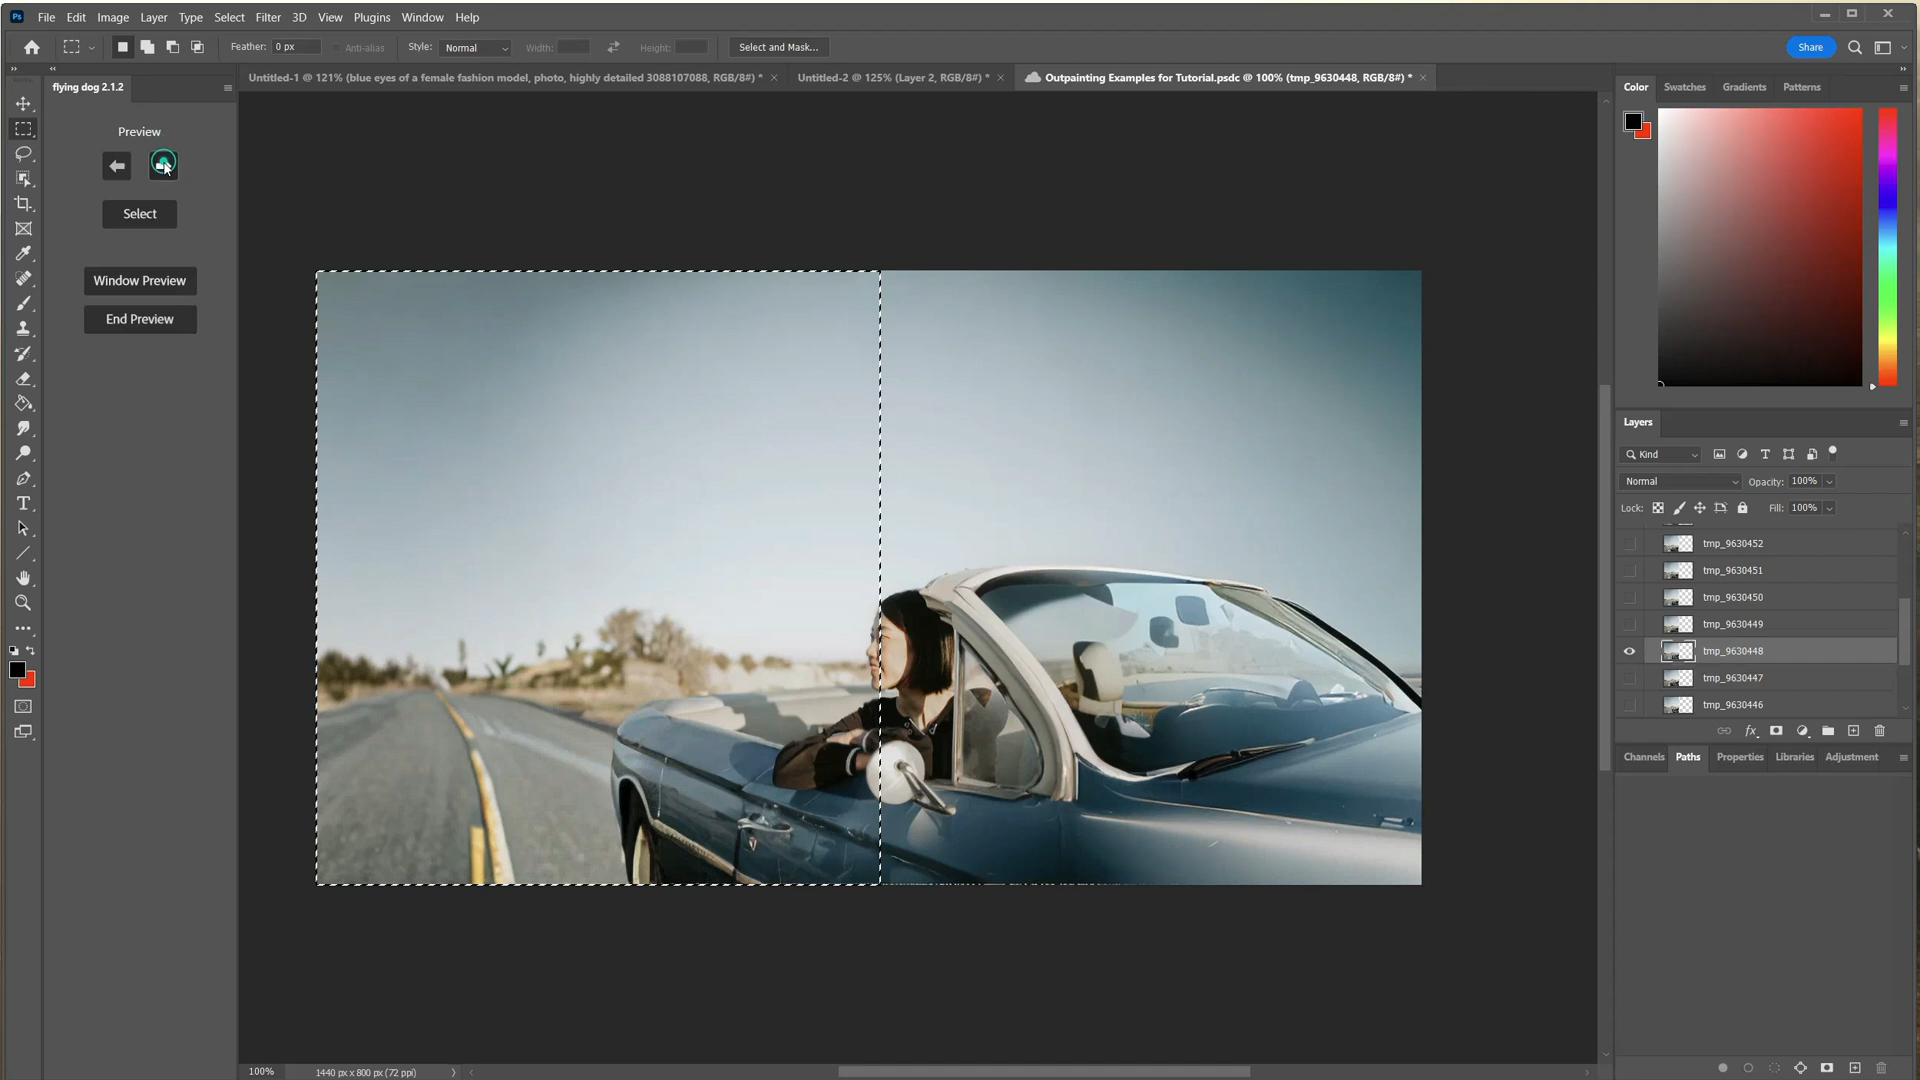 File Edit Image Layer Type Select Filter 3D View Plugins Window Help
Feather: 0 px Anti-alias Style: Normal Width: Height: Select and Mask... Share
Untitled-1 @ 121% (blue eyes of a female fashion model, photo, highly detailed 3088107088, RGB/8#) * Untitled-2 @ 125% (Layer 2, RGB/8#) * Outpainting Examples for Tutorial.psdc @ 100% (tmp_9630448, RGB/8#) *
flying dog 2.1.2
Preview
Select
Window Preview
End Preview
Color Swatches Gradients Patterns
Layers
Kind
Normal Opacity: 100%
Lock: Fill: 100%
tmp_9630452
tmp_9630451
tmp_9630450
tmp_9630449
tmp_9630448
tmp_9630447
tmp_9630446
Channels Paths Properties Libraries Adjustment
100% 1440 px x 800 px (72 ppi)